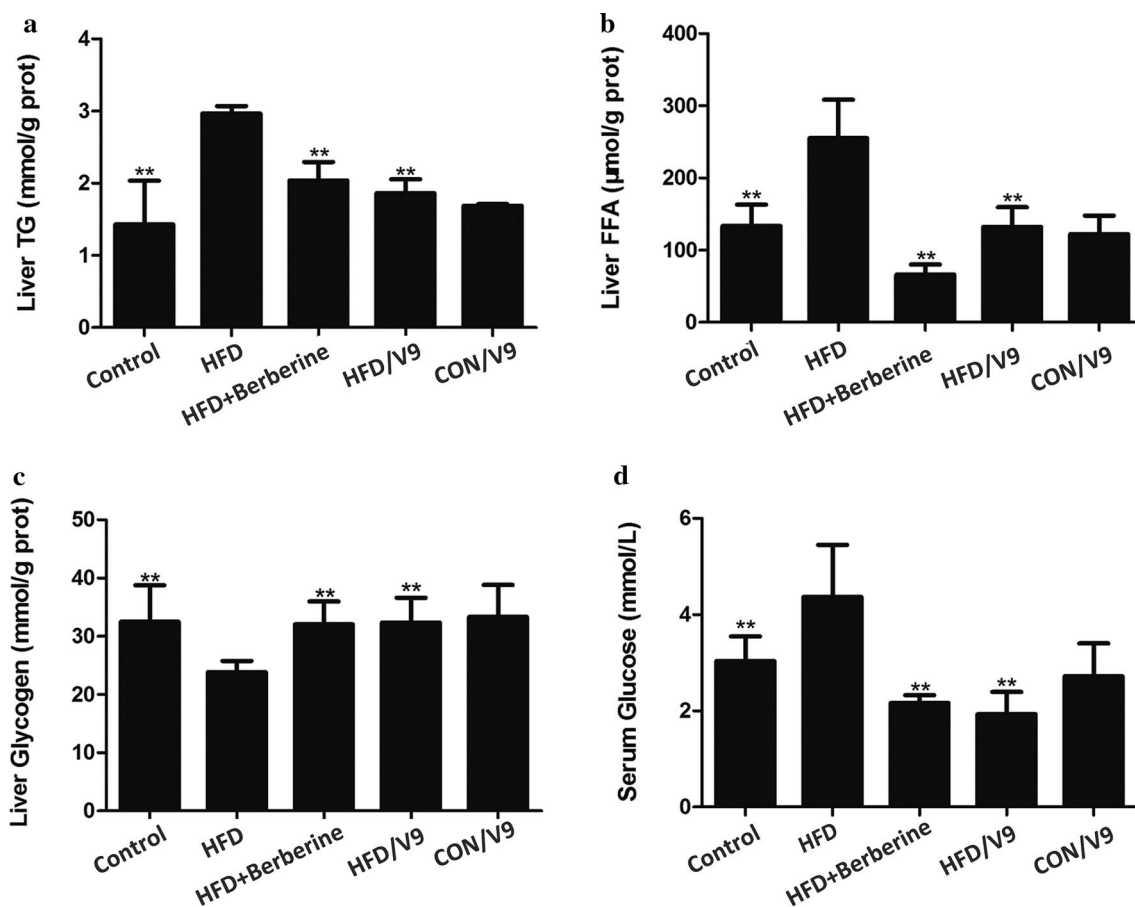 a
Liver TG (mmol/g prot)
4
3
2
1
0
**
**
**
Control
HFD
HFD+Berberine
HFD/V9
CON/V9
b
Liver FFA (µmol/g prot)
400
300
200
100
0
**
**
**
Control
HFD
HFD+Berberine
HFD/V9
CON/V9
c
Liver Glycogen (mmol/g prot)
50
40
30
20
10
0
**
**
**
Control
HFD
HFD+Berberine
HFD/V9
CON/V9
d
Serum Glucose (mmol/L)
6
4
2
0
**
**
**
Control
HFD
HFD+Berberine
HFD/V9
CON/V9